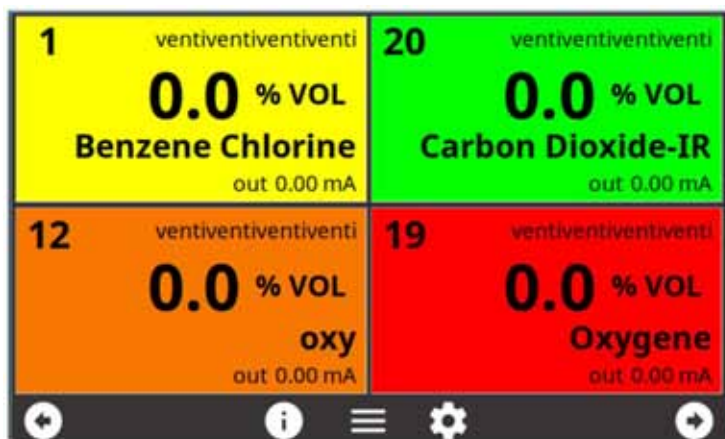 1 ventiventiventiventi
0.0 % VOL
Benzene Chlorine
out 0.00 mA
20 ventiventiventiventi
0.0 % VOL
Carbon Dioxide-IR
out 0.00 mA
12 ventiventiventiventi
0.0 % VOL
oxy
out 0.00 mA
19 ventiventiventiventi
0.0 % VOL
Oxygene
out 0.00 mA